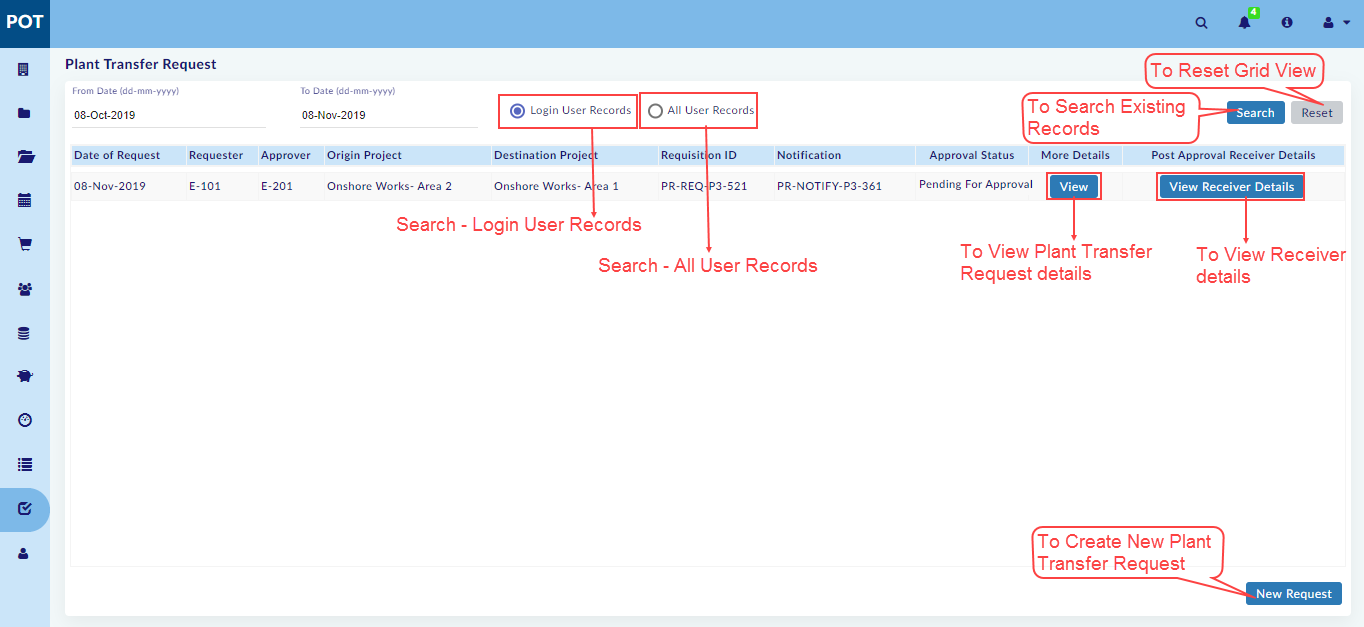 POT
4
Plant Transfer Request
To Reset Grid View
From Date (dd-mm-yyyy)
To Date (dd-mm-yyyy)
08-Oct-2019
08-Nov-2019
Login User Records
All User Records
To Search Existing
Records
Search
Reset
Date of Request
Requester
Approver
Origin Project
Destination Project
Requisition ID
Notification
Approval Status
More Details
Post Approval Receiver Details
08-Nov-2019
E-101
E-201
Onshore Works- Area 2
Onshore Works- Area 1
PR-REQ-P3-521
PR-NOTIFY-P3-361
Pending For Approval
View
View Receiver Details
Search - Login User Records
Search - All User Records
To View Plant Transfer
Request details
To View Receiver
details
To Create New Plant
Transfer Request
New Request